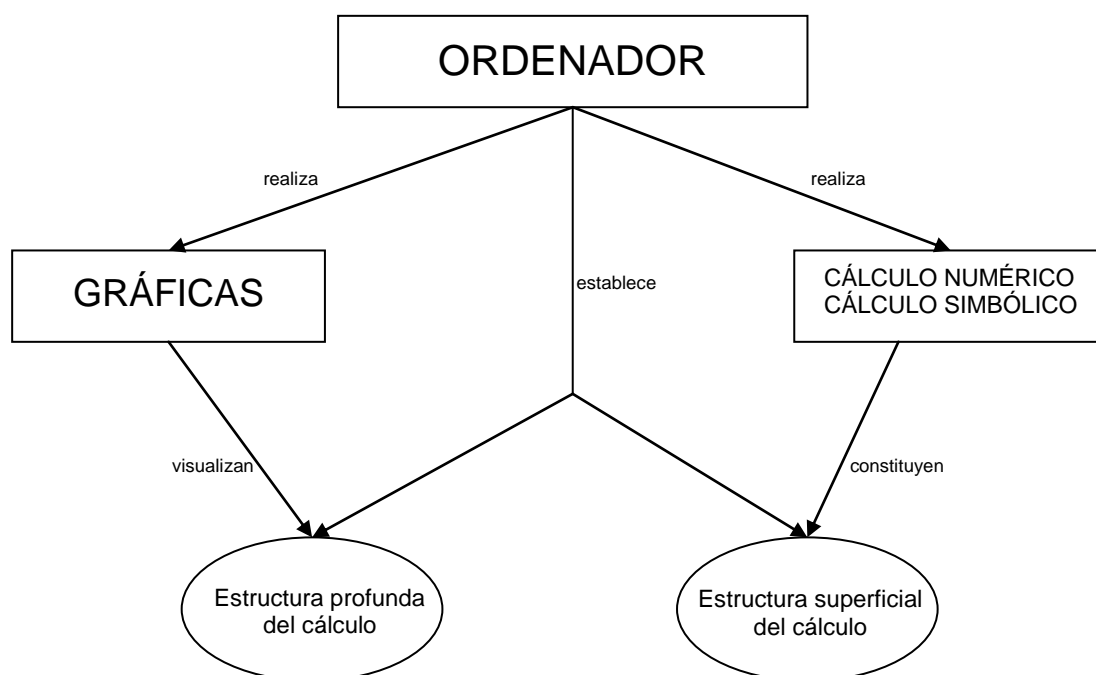 ORDENADOR
realiza
realiza
GRÁFICAS
establece
CÁLCULO NUMÉRICO
CÁLCULO SIMBÓLICO
visualizan
constituyen
Estructura profunda
del cálculo
Estructura superficial
del cálculo